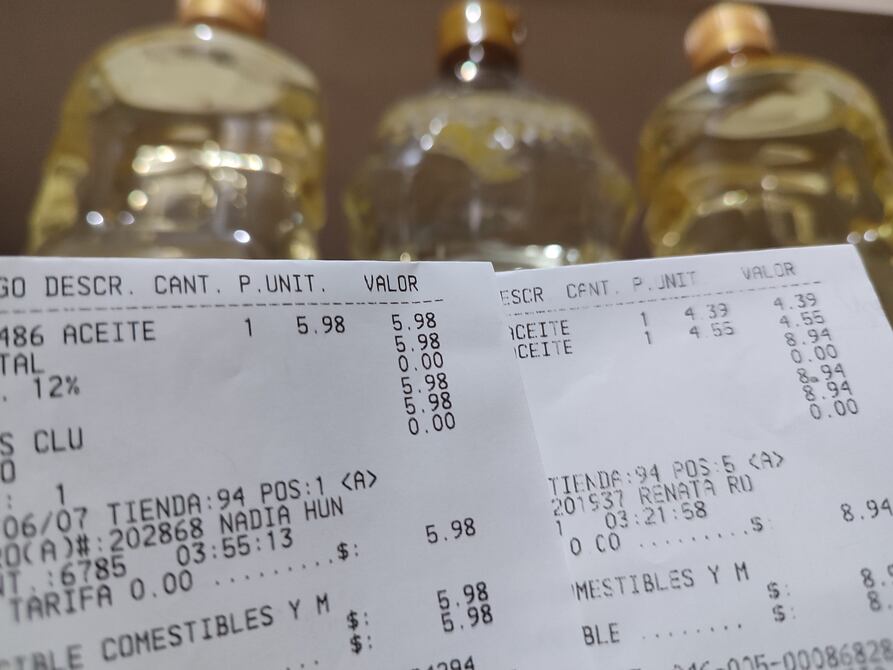 GO DESCR. CANT. P.UNIT. VALOR
486 ACEITE 1 5.98 5.98
TAL 5.98
. 12% 0.00
5.98
5.98
S CLU 0.00
O
: 1
06/07 TIENDA:94 POS:1 <A>
RO(A)#:202868 NADIA HUN
NT :6785 03:55:13
TARIFA 0.00 .........$: 5.98
CIBLE COMESTIBLES Y M $: 5.98
... $: 5.98
ESCR CANT. P.UNIT VALOR
ACEITE 1 4.39 4.39
ACEITE 1 4.55 4.55
8.94
0.00
8.94
8.94
0.00
TIENDA:94 POS:5 <A>
201937 RENATA RU
1 03:21:58
O CO .........$: 8.94
OMESTIBLES Y M $:
BLE ........ $: